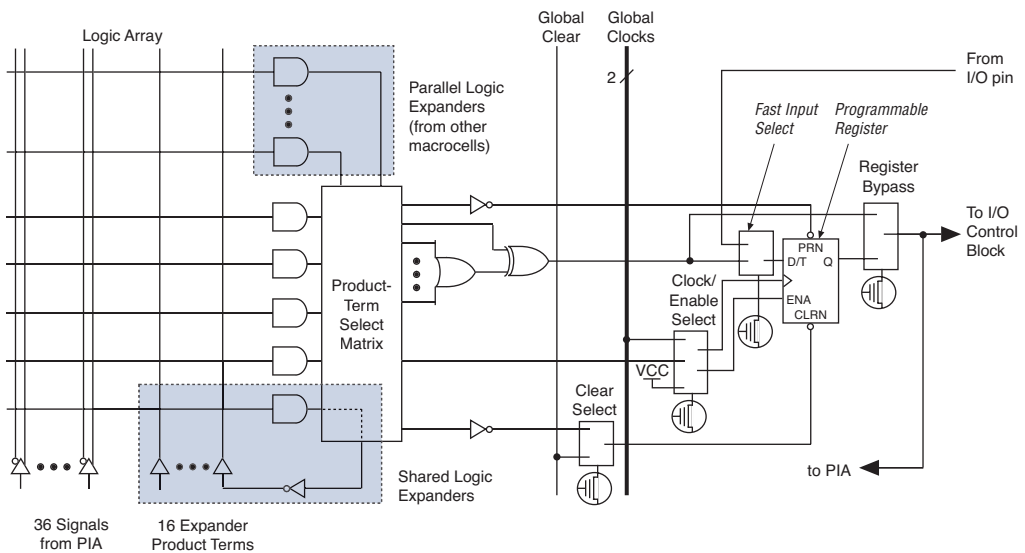 Logic Array
Global
Clear
Global
Clocks
2
From
I/O pin
Parallel Logic
Expanders
(from other
macrocells)
Fast Input
Select
Programmable
Register
Register
Bypass
To I/O
Control
Block
PRN
D/T
Q
ENA
CLRN
Clock/
Enable
Select
Product-
Term
Select
Matrix
VCC
Clear
Select
to PIA
Shared Logic
Expanders
36 Signals
from PIA
16 Expander
Product Terms